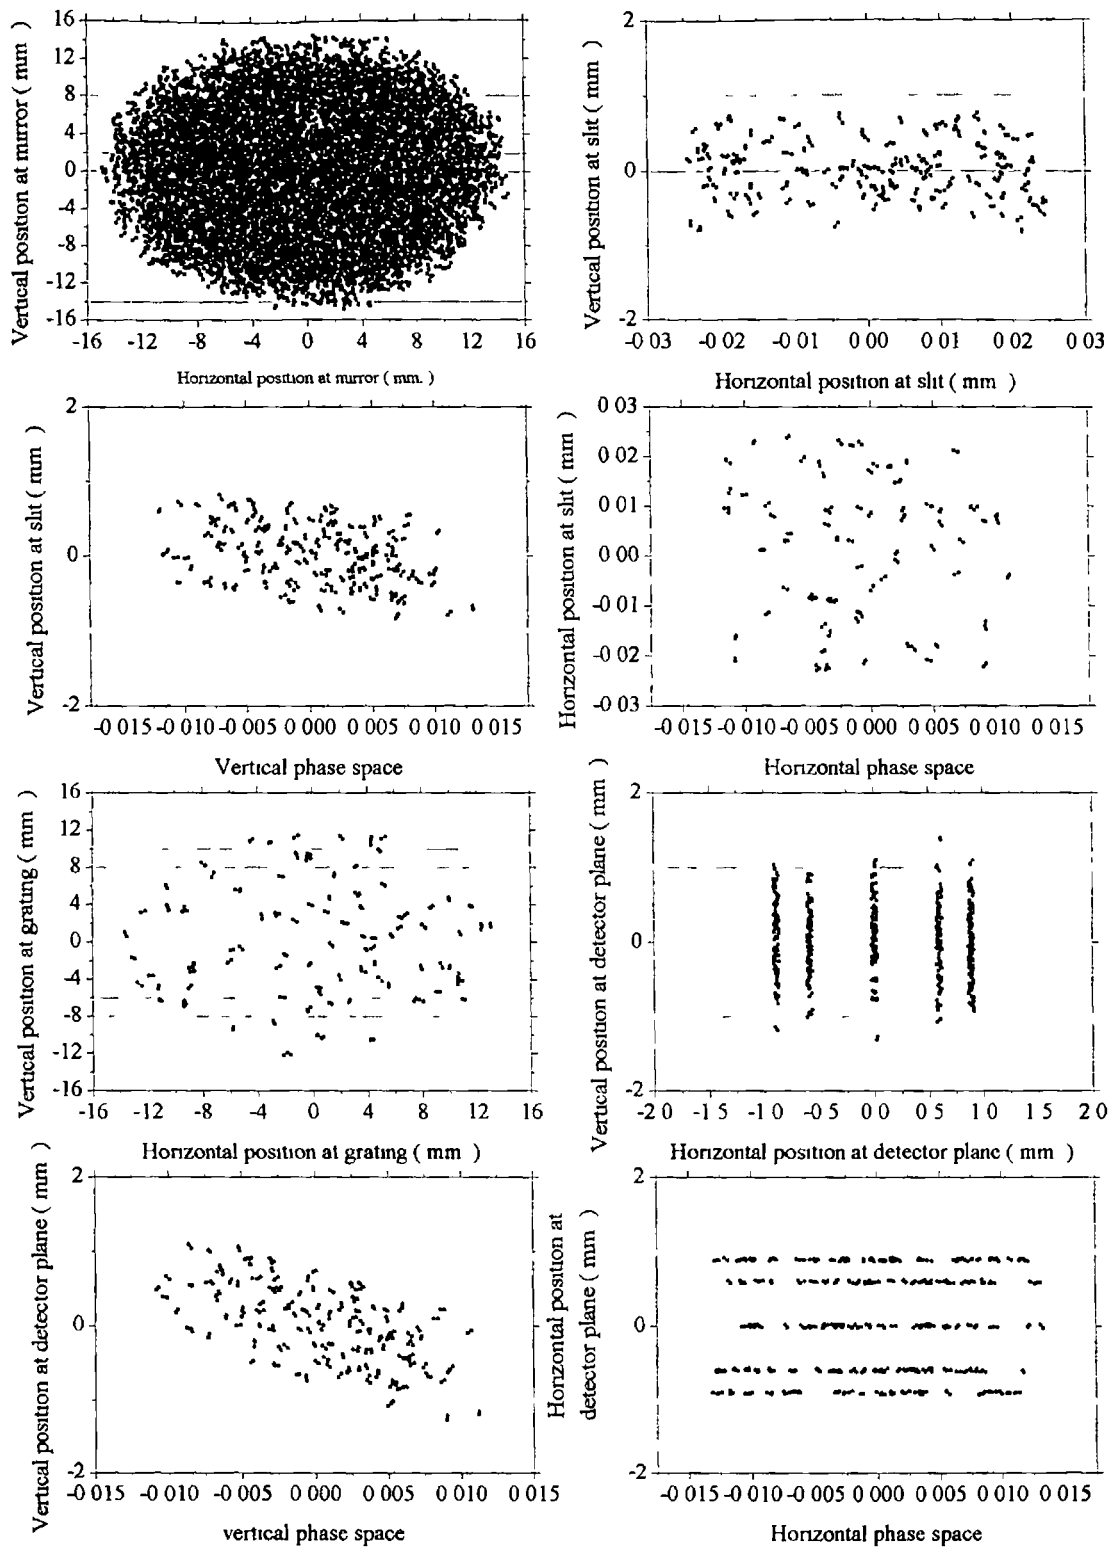 Vertical position at mirror ( mm )
16
12
8
4
0
-4
-8
-12
-16
-16 -12 -8 -4 0 4 8 12 16
Horizontal position at mirror ( mm. )
Vertical position at slit ( mm )
2
0
-2
-0 03 -0 02 -0 01 0 00 0 01 0 02 0 03
Horizontal position at slit ( mm )
Vertical position at slit ( mm )
2
0
-2
-0 015 -0 010 -0 005 0 000 0 005 0 010 0 015
Vertical phase space
Horizontal position at slit ( mm )
0 03
0 02
0 01
0 00
-0 01
-0 02
-0 03
-0 015 -0 010 -0 005 0 000 0 005 0 010 0 015
Horizontal phase space
Vertical position at grating ( mm )
16
12
8
4
0
-4
-8
-12
-16
-16 -12 -8 -4 0 4 8 12 16
Horizontal position at grating ( mm )
Vertical position at detector plane ( mm )
2
0
-2
-2 0 -1 5 -1 0 -0 5 0 0 0 5 1 0 1 5 2 0
Horizontal position at detector plane ( mm )
Vertical position at detector plane ( mm )
2
0
-2
-0 015 -0 010 -0 005 0 000 0 005 0 010 0 015
vertical phase space
Horizontal position at
detector plane ( mm )
2
0
-2
-0 015 -0 010 -0 005 0 000 0 005 0 010 0 015
Horizontal phase space